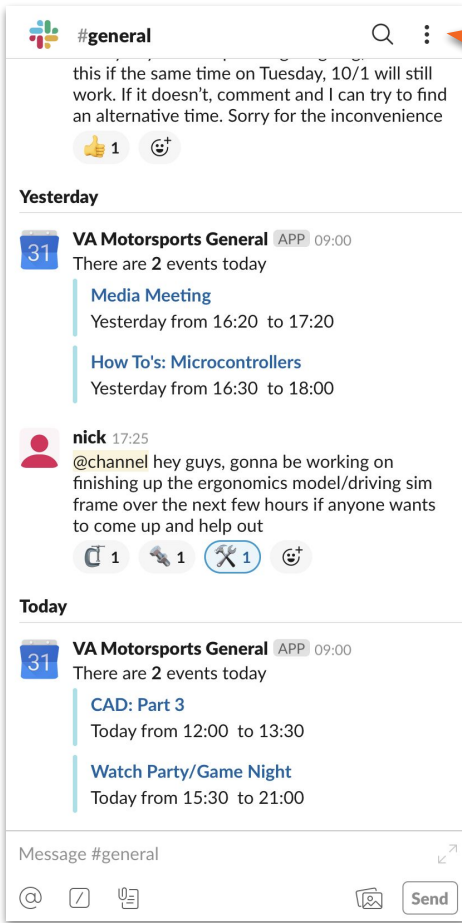 #general
this if the same time on Tuesday, 10/1 will still
work. If it doesn't, comment and I can try to find
an alternative time. Sorry for the inconvenience
1
Yesterday
31
VA Motorsports General APP 09:00
There are 2 events today
Media Meeting
Yesterday from 16:20 to 17:20
How To's: Microcontrollers
Yesterday from 16:30 to 18:00
nick 17:25
@channel hey guys, gonna be working on
finishing up the ergonomics model/driving sim
frame over the next few hours if anyone wants
to come up and help out
1 1 1
Today
31
VA Motorsports General APP 09:00
There are 2 events today
CAD: Part 3
Today from 12:00 to 13:30
Watch Party/Game Night
Today from 15:30 to 21:00
Message #general
@ / Send